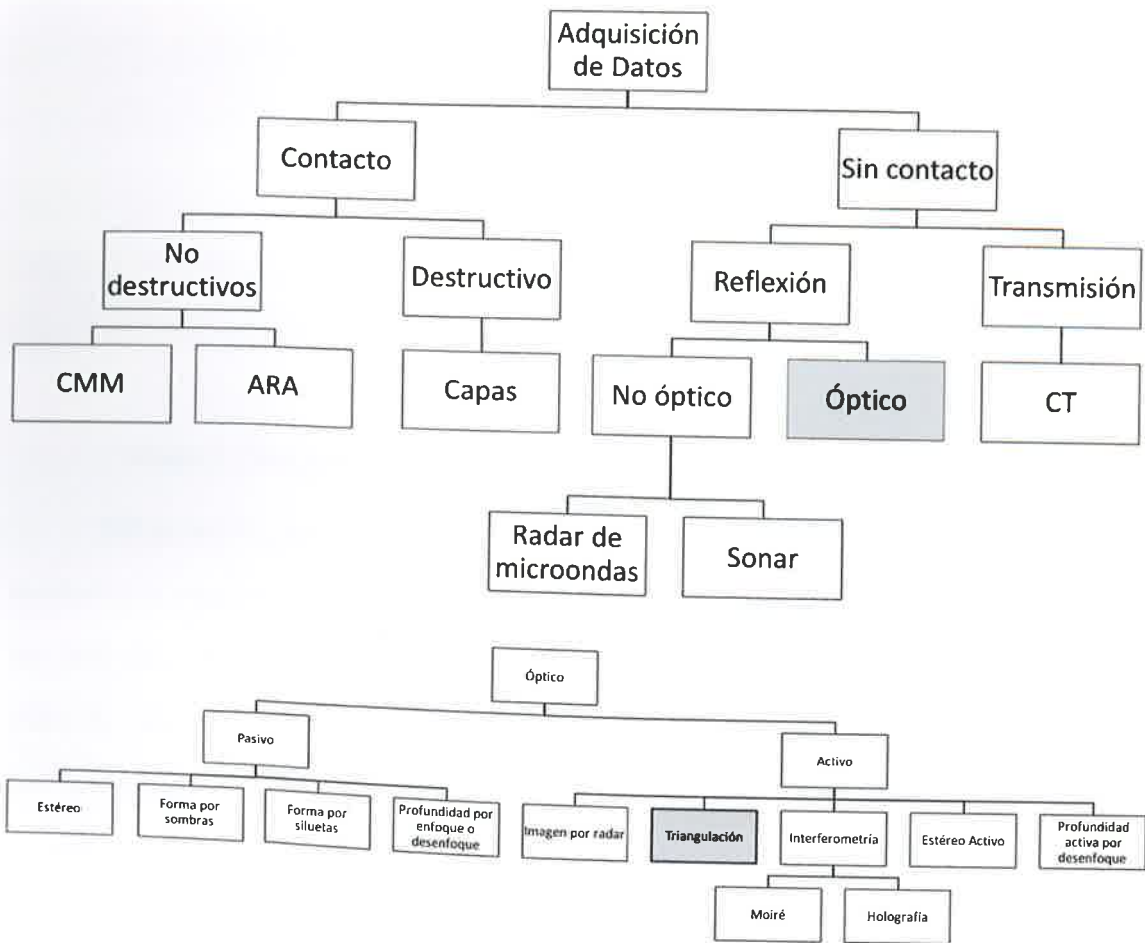 Adquisición
de Datos
Contacto
Sin contacto
No
destructivos
Destructivo
Reflexión
Transmisión
CMM
ARA
Capas
No óptico
Óptico
CT
Radar de
microondas
Sonar
Óptico
Pasivo
Activo
Estéreo
Forma por
sombras
Forma por
siluetas
Profundidad por
enfoque o
desenfoque
Imagen por radar
Triangulación
Interferometría
Estéreo Activo
Profundidad
activa por
desenfoque
Moiré
Holografía